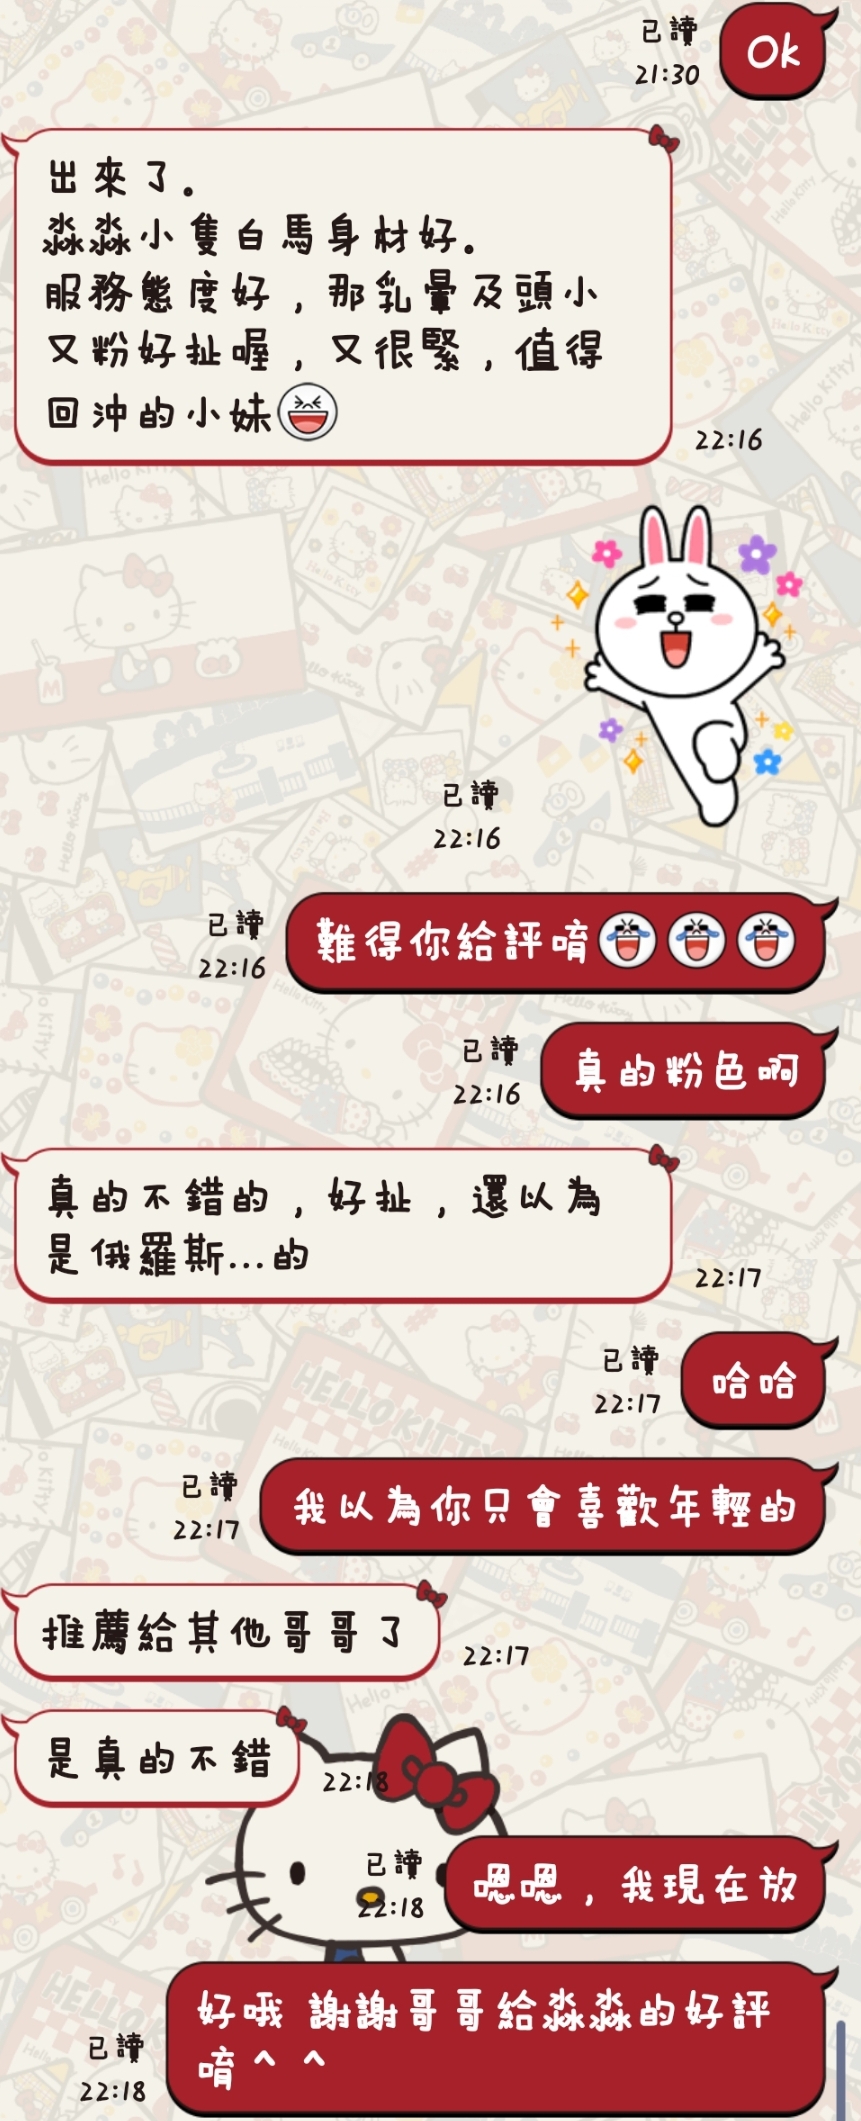 已讀
21:30
Ok
出來了。
淼淼小隻白馬身材好。
服務態度好，那乳暈及頭小
又粉好扯喔，又很緊，值得
回沖的小妹
22:16
已讀
22:16
已讀
22:16
難得你給評唷
已讀
22:16
真的粉色啊
真的不錯的，好扯，還以為
是俄羅斯...的
22:17
已讀
22:17
哈哈
已讀
22:17
我以為你只會喜歡年輕的
推薦給其他哥哥了
22:17
是真的不錯
22:18
已讀
22:18
嗯嗯，我現在放
好哦 謝謝哥哥給淼淼的好評
唷^ ^
已讀
22:18